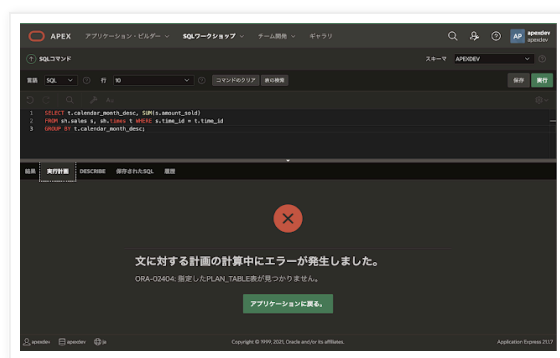 APEX アプリケーション・ビルダー SQLワークショップ チーム開発 ギャラリ AP apexdev apexdev
SQLコマンド スキーマ APEXDEV
言語 SQL 行 10 コマンドのクリア 表の検索 保存 実行
1 SELECT t.calendar_month_desc, SUM(s.amount_sold)
2 FROM sh.sales s, sh.times t WHERE s.time_id = t.time_id
3 GROUP BY t.calendar_month_desc;
結果 実行計画 DESCRIBE 保存されたSQL 履歴
文に対する計画の計算中にエラーが発生しました。
ORA-02404: 指定したPLAN_TABLE表が見つかりません。
アプリケーションに戻る。
apexdev apexdev ja Copyright © 1999, 2021, Oracle and/or its affiliates. Application Express 21.1.7